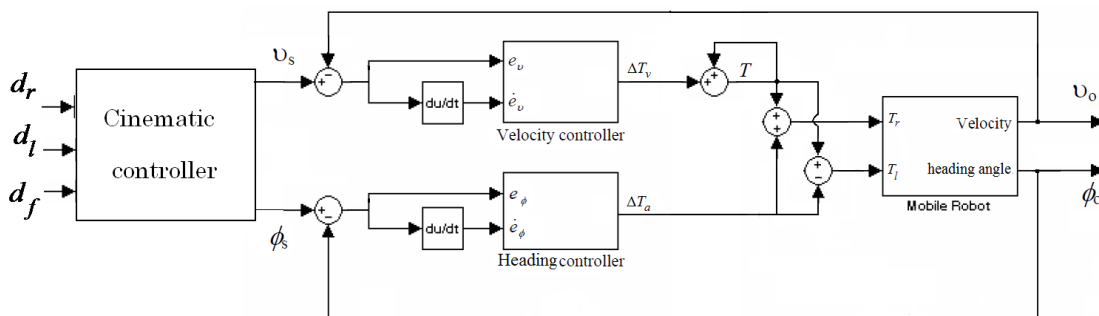 d_r
d_l
d_f
Cinematic
controller
υ_s
ϕ_s
+
−
e_υ
ė_υ
du/dt
Velocity controller
ΔT_v
+
+
T
+
−
e_ϕ
ė_ϕ
du/dt
Heading controller
ΔT_a
+
+
+
−
T_r
T_l
Velocity
heading angle
Mobile Robot
υ_o